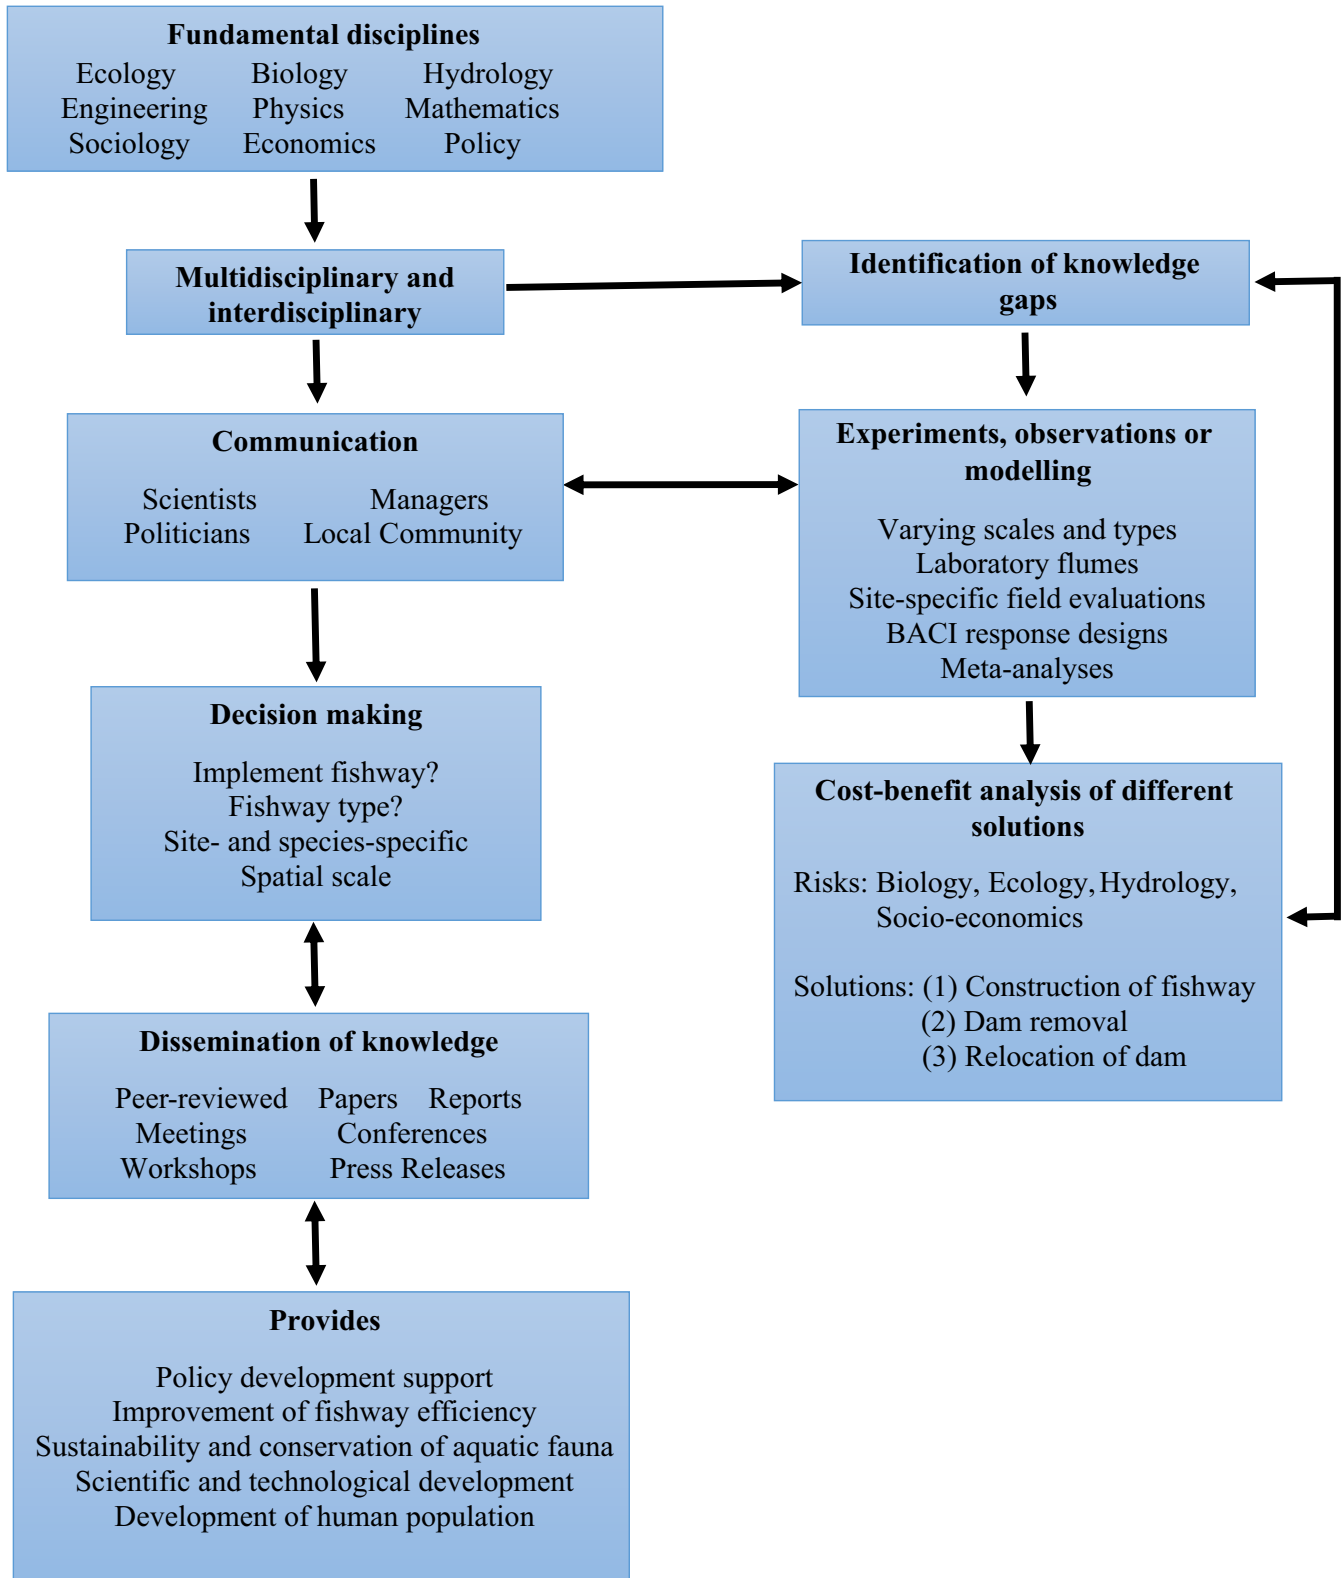 Fundamental disciplines
Ecology Biology Hydrology
Engineering Physics Mathematics
Sociology Economics Policy
Multidisciplinary and
interdisciplinary
Identification of knowledge
gaps
Communication
Scientists Managers
Politicians Local Community
Experiments, observations or
modelling
Varying scales and types
Laboratory flumes
Site-specific field evaluations
BACI response designs
Meta-analyses
Decision making
Implement fishway?
Fishway type?
Site- and species-specific
Spatial scale
Cost-benefit analysis of different
solutions
Risks: Biology, Ecology, Hydrology,
Socio-economics
Solutions: (1) Construction of fishway
(2) Dam removal
(3) Relocation of dam
Dissemination of knowledge
Peer-reviewed Papers Reports
Meetings Conferences
Workshops Press Releases
Provides
Policy development support
Improvement of fishway efficiency
Sustainability and conservation of aquatic fauna
Scientific and technological development
Development of human population